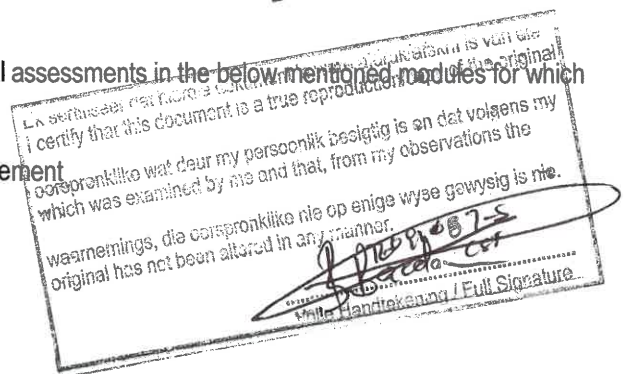 l assessments in the below mentioned modules for which
ement
Ek sertifiseer dat hierdie is van die
I certify that this document is a true reproduction of the original
oorspronklike wat deur my persoonlik besigtig is en dat volgens my
which was examined by me and that, from my observations the
waarnemings, die oorspronklike nie op enige wyse gewysig is nie.
original has not been altered in any manner.
Volle Handtekening / Full Signature